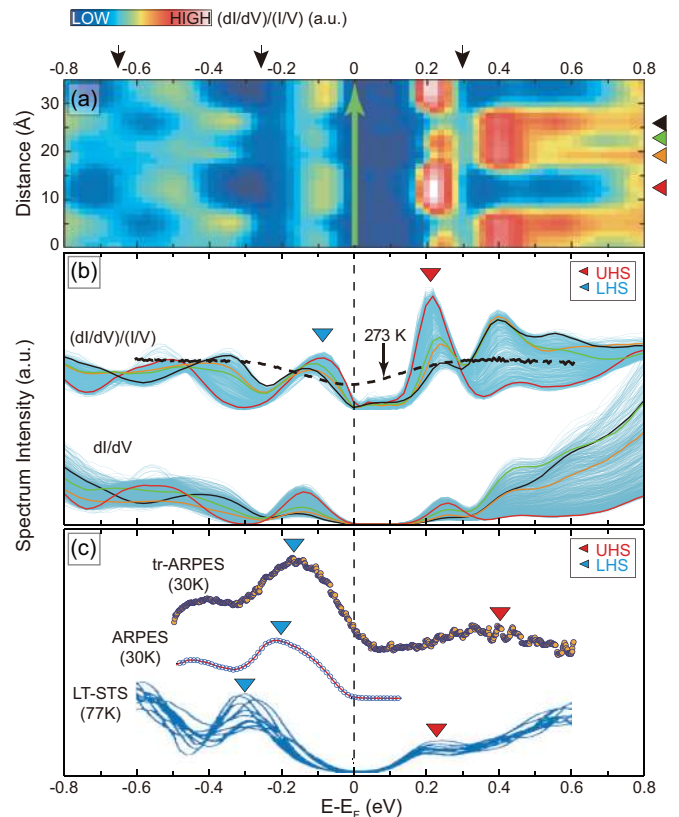 LOW HIGH (dI/dV)/(I/V) (a.u.)
-0.8 -0.6 -0.4 -0.2 0 0.2 0.4 0.6 0.8
(a)
Distance (Å)
30
20
10
0
(b)
UHS
LHS
(dI/dV)/(I/V)
273 K
dI/dV
Spectrum Intensity (a.u.)
(c)
UHS
LHS
tr-ARPES
(30K)
ARPES
(30K)
LT-STS
(77K)
-0.8 -0.6 -0.4 -0.2 0.0 0.2 0.4 0.6 0.8
E-EF (eV)